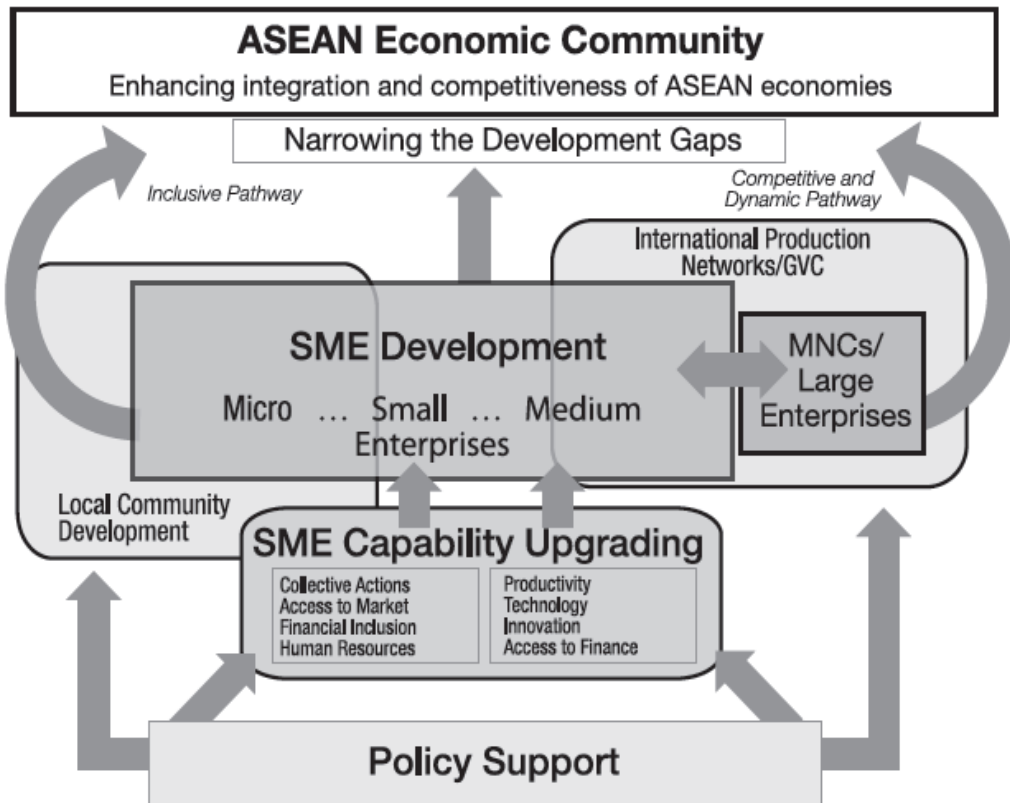 ASEAN Economic Community
Enhancing integration and competitiveness of ASEAN economies
Narrowing the Development Gaps
Inclusive Pathway
Competitive and
Dynamic Pathway
International Production
Networks/GVC
SME Development
Micro ... Small ... Medium
Enterprises
MNCs/
Large
Enterprises
Local Community
Development
SME Capability Upgrading
Collective Actions
Access to Market
Financial Inclusion
Human Resources
Productivity
Technology
Innovation
Access to Finance
Policy Support